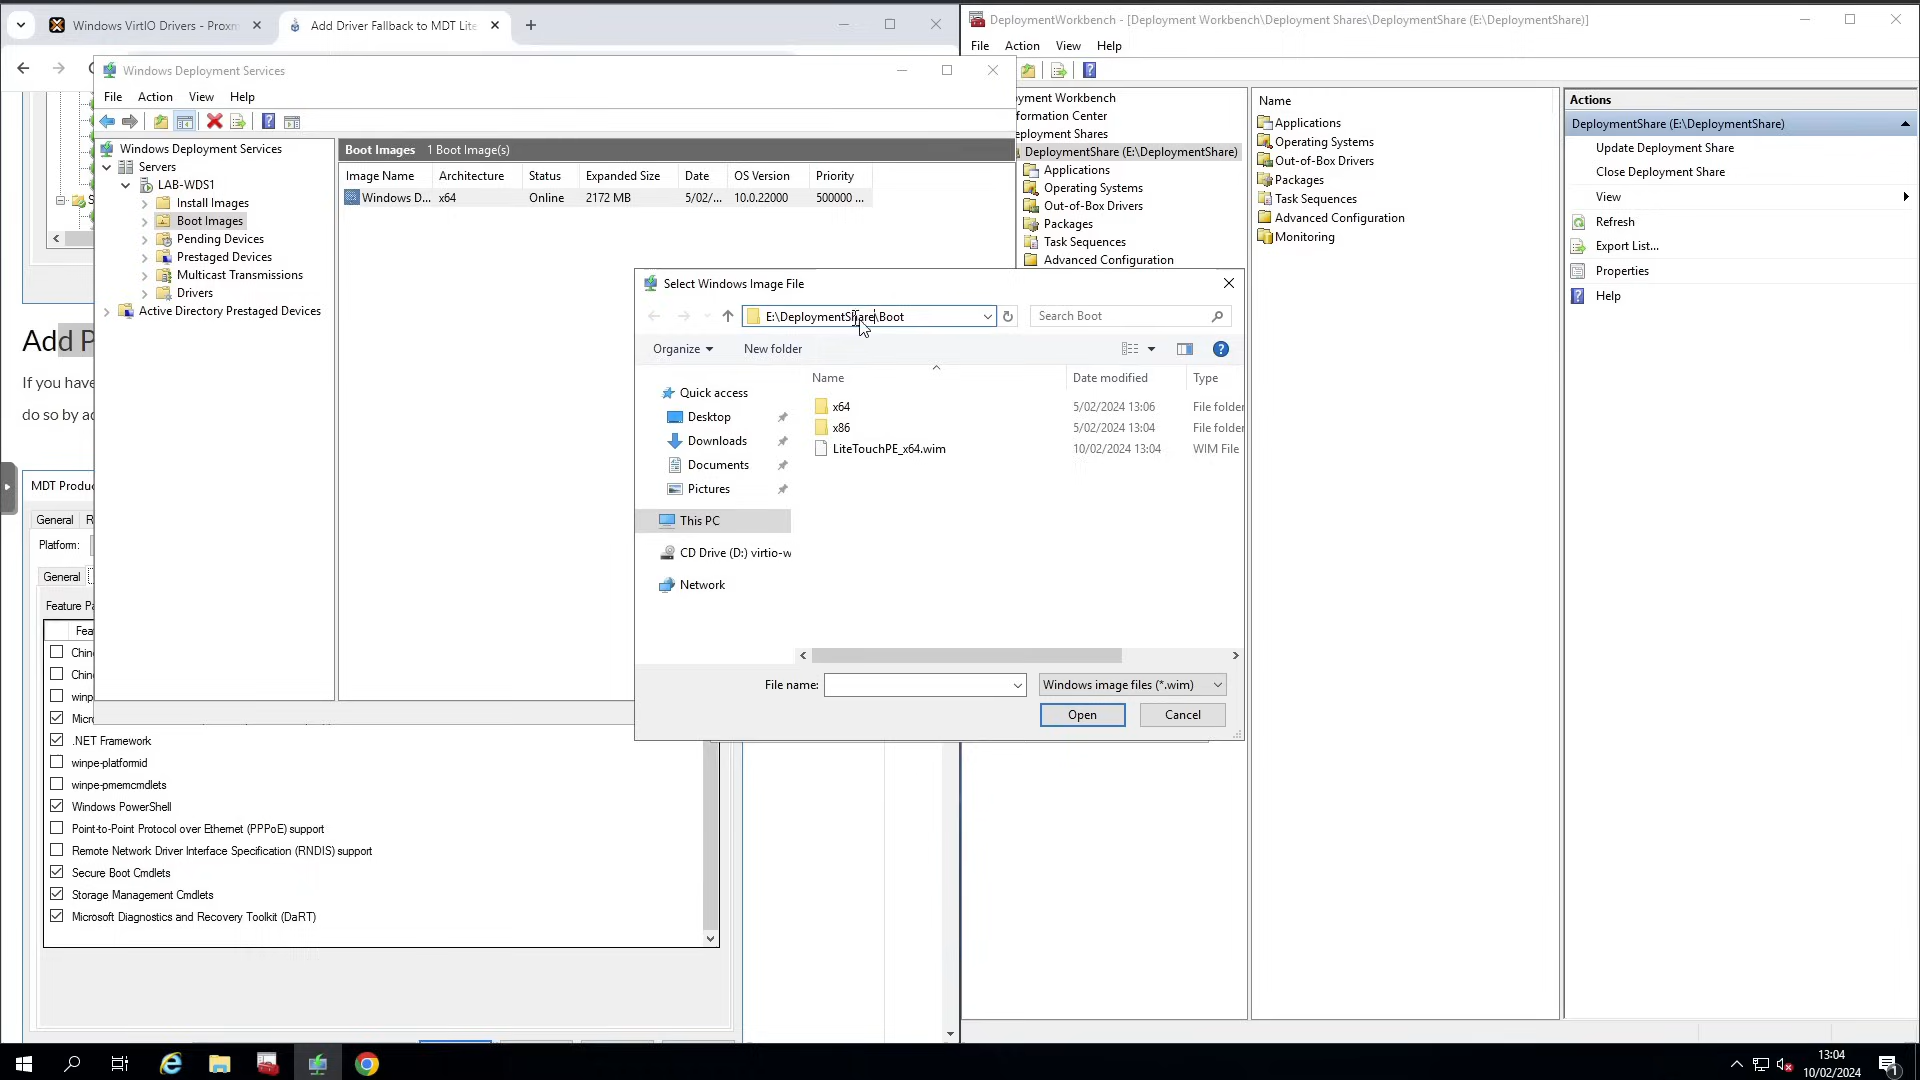 Windows VirtIO Drivers - Proxm
Add Driver Fallback to MDT Lite
DeploymentWorkbench - [Deployment Workbench\Deployment Shares\DeploymentShare (E:\DeploymentShare)]
File Action View Help
Windows Deployment Services
File Action View Help
Windows Deployment Services
Servers
LAB-WDS1
Install Images
Boot Images
Pending Devices
Prestaged Devices
Multicast Transmissions
Drivers
Active Directory Prestaged Devices
Boot Images 1 Boot Image(s)
Image Name Architecture Status Expanded Size Date OS Version Priority
Windows D... x64 Online 2172 MB 5/02/... 10.0.22000 500000 ...
yment Workbench
formation Center
eployment Shares
DeploymentShare (E:\DeploymentShare)
Applications
Operating Systems
Out-of-Box Drivers
Packages
Task Sequences
Advanced Configuration
Name
Applications
Operating Systems
Out-of-Box Drivers
Packages
Task Sequences
Advanced Configuration
Monitoring
Actions
DeploymentShare (E:\DeploymentShare)
Update Deployment Share
Close Deployment Share
View
Refresh
Export List...
Properties
Help
Select Windows Image File
E:\DeploymentShare\Boot
Search Boot
Organize New folder
Quick access
Desktop
Downloads
Documents
Pictures
This PC
CD Drive (D:) virtio-w
Network
Name Date modified Type
x64 5/02/2024 13:06 File folder
x86 5/02/2024 13:04 File folder
LiteTouchPE_x64.wim 10/02/2024 13:04 WIM File
File name:
Windows image files (*.wim)
Open Cancel
Add P
If you have
do so by ad
MDT Produ
General R
Platform:
General
Feature Pa
Fea
Chin
Chin
winp
Micr
.NET Framework
winpe-platformid
winpe-pmemcmdlets
Windows PowerShell
Point-to-Point Protocol over Ethernet (PPPoE) support
Remote Network Driver Interface Specification (RNDIS) support
Secure Boot Cmdlets
Storage Management Cmdlets
Microsoft Diagnostics and Recovery Toolkit (DaRT)
13:04
10/02/2024
1